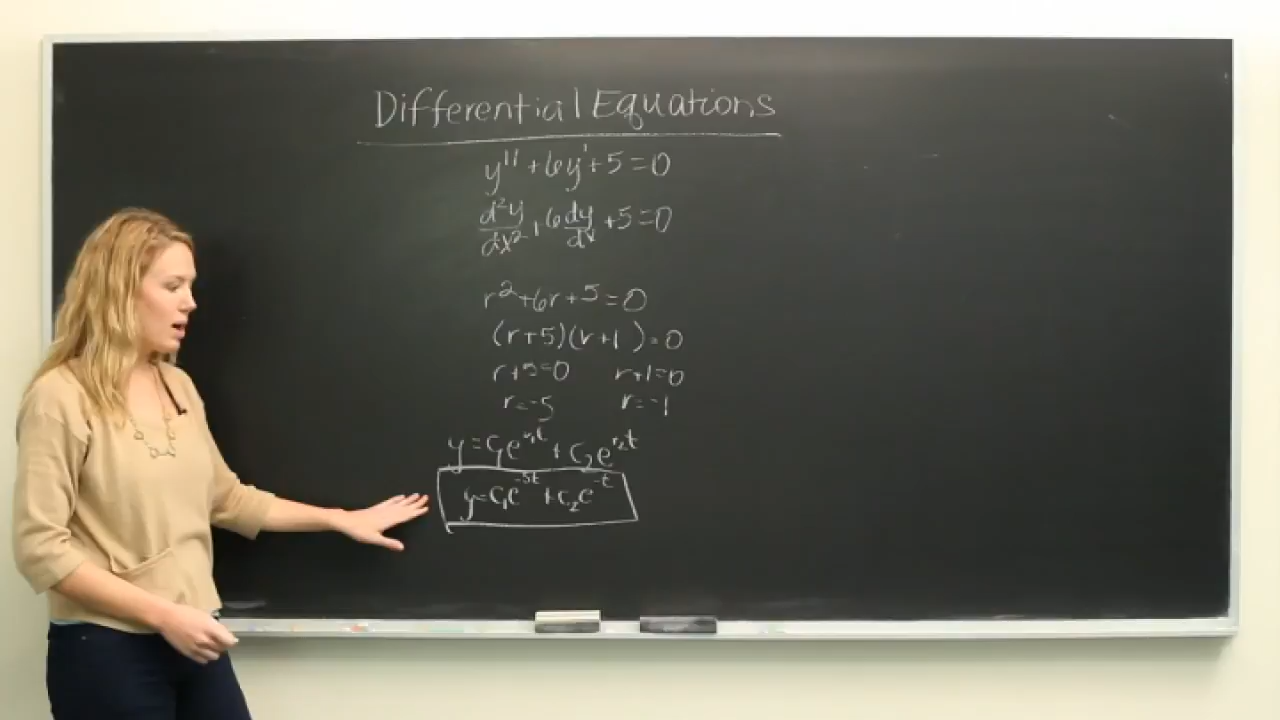 Differential Equations
y'' + 6y' + 5 = 0
d²y/dx² + 6 dy/dx + 5 = 0
r² + 6r + 5 = 0
(r + 5)(r + 1) = 0
r + 5 = 0 r + 1 = 0
r = -5 r = -1
y = c₁e^r₁t + c₂e^r₂t
y = c₁e^-5t + c₂e^-t